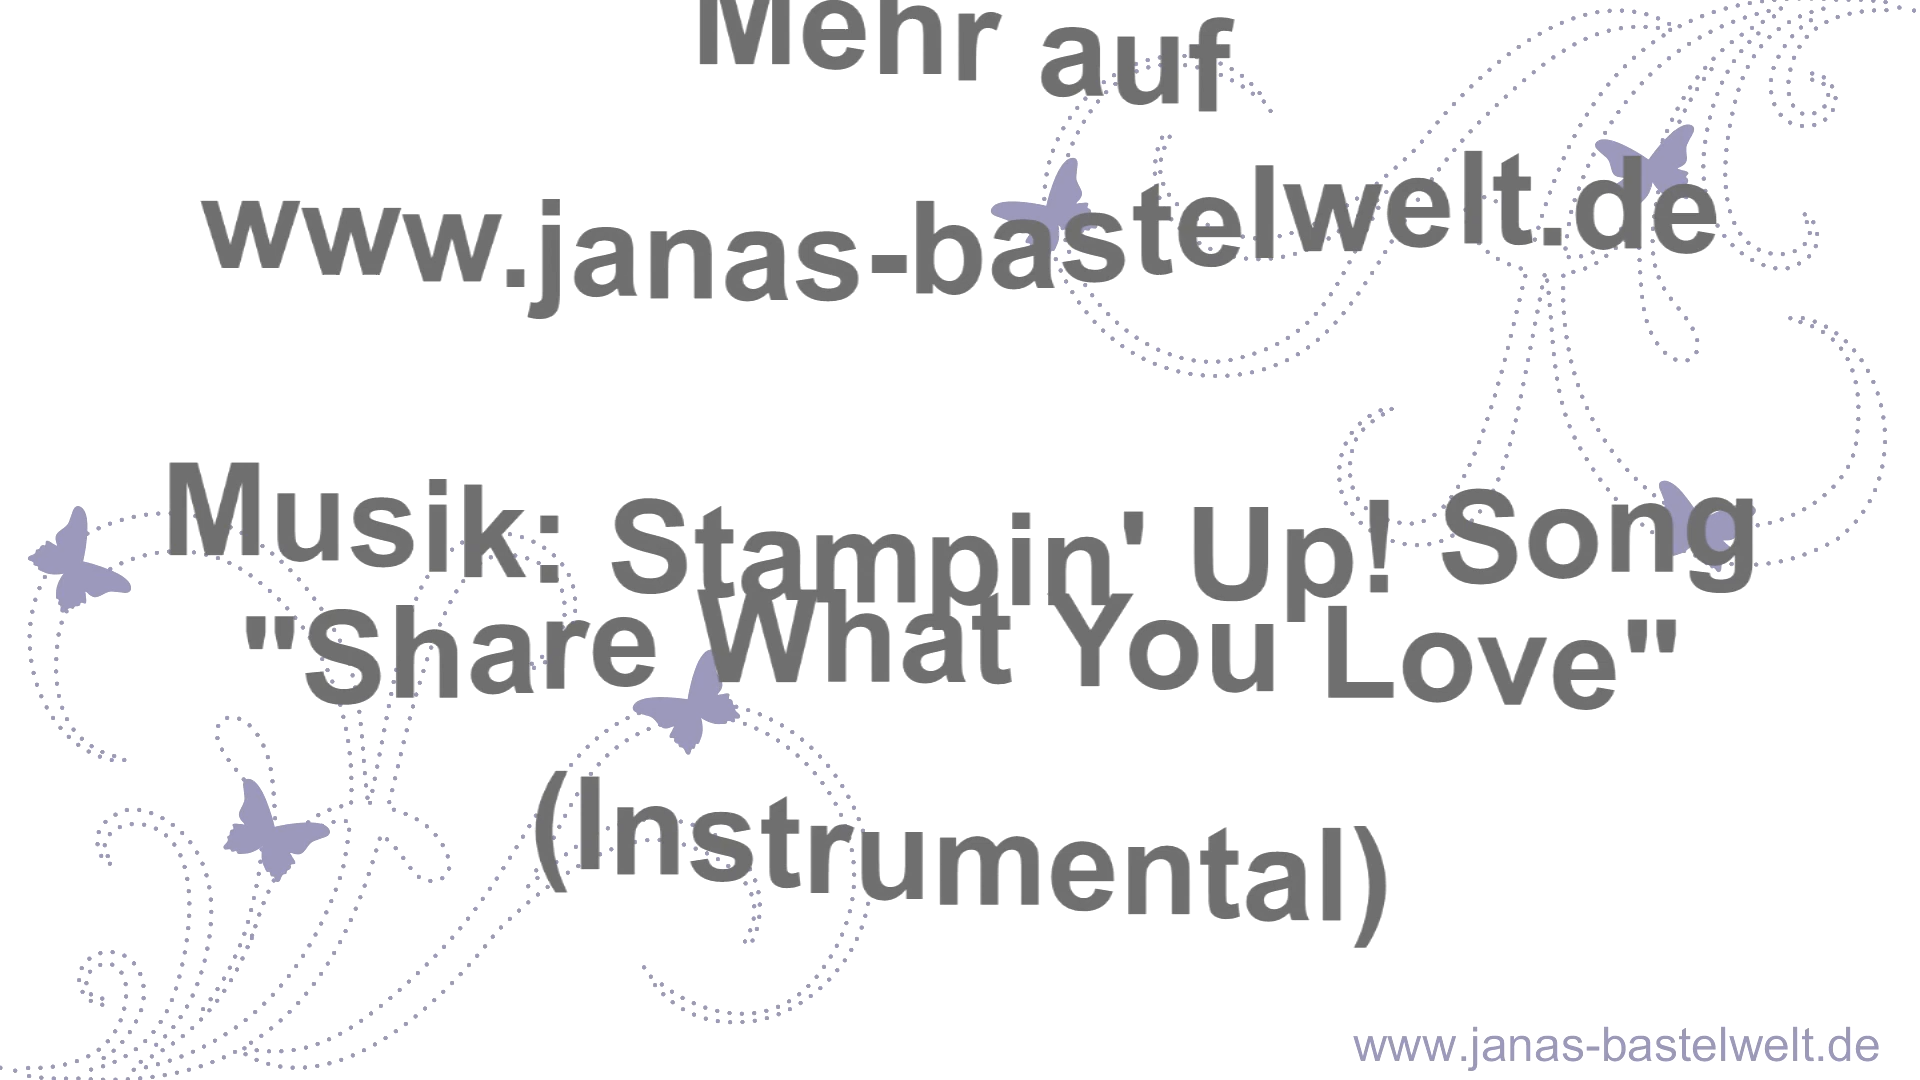 Mehr auf
www.janas-bastelwelt.de
Musik: Stampin' Up! Song
"Share What You Love"
(Instrumental)
www.janas-bastelwelt.de